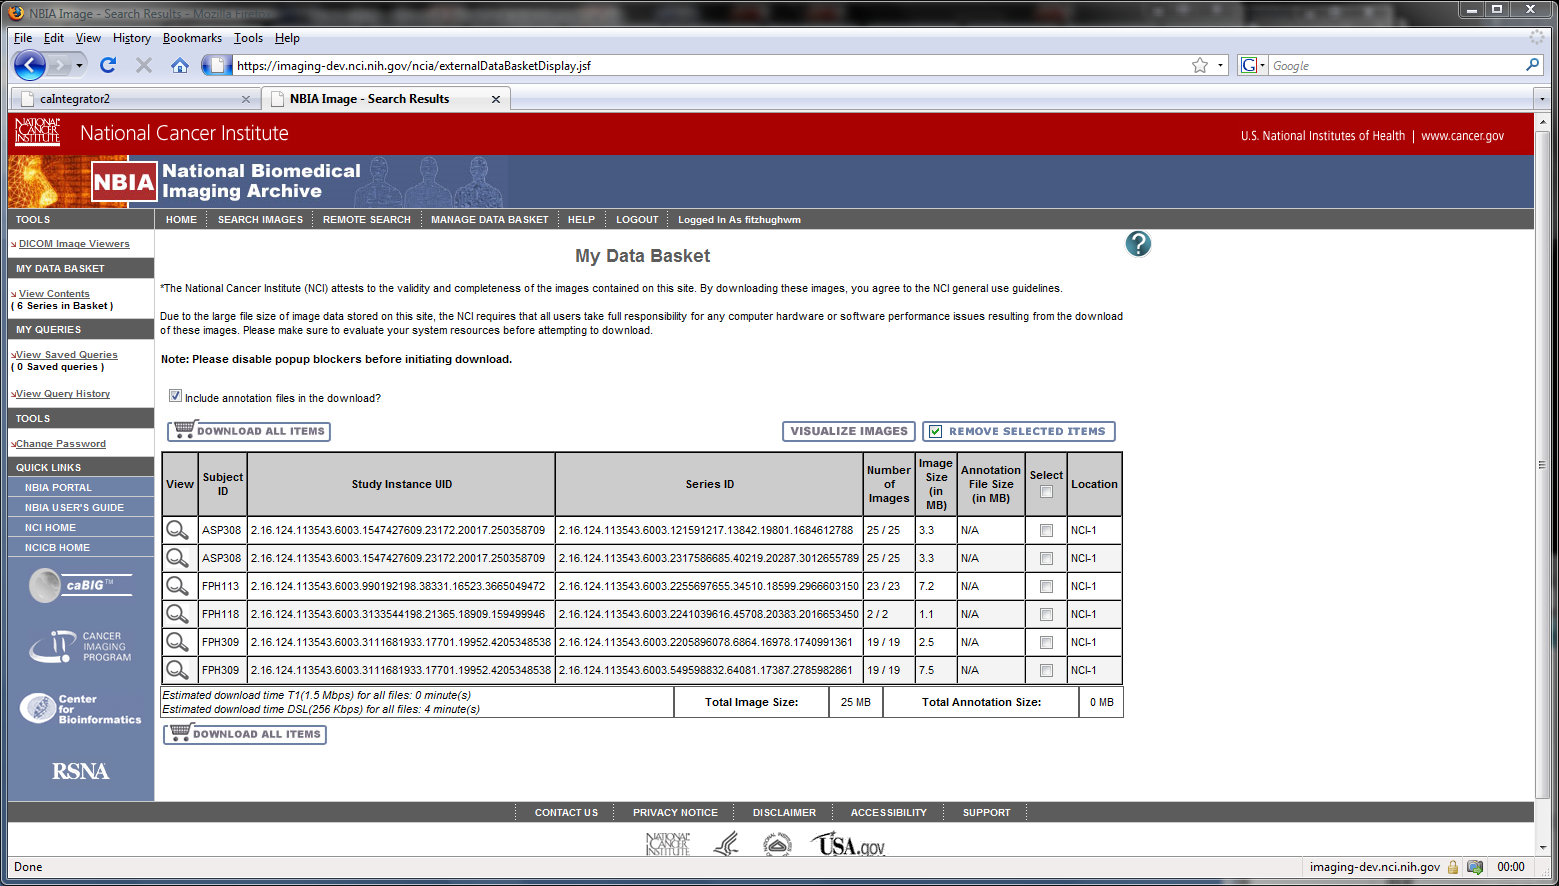 NBIA Image - Search Results - Mozilla Firefox
File Edit View History Bookmarks Tools Help
https://imaging-dev.nci.nih.gov/ncia/externalDataBasketDisplay.jsf
G Google
caIntegrator2
NBIA Image - Search Results
NATIONAL CANCER INSTITUTE
National Cancer Institute
U.S. National Institutes of Health | www.cancer.gov
NBIA
National Biomedical
Imaging Archive
TOOLS
HOME SEARCH IMAGES REMOTE SEARCH MANAGE DATA BASKET HELP LOGOUT Logged In As fitzhughwm
DICOM Image Viewers
MY DATA BASKET
View Contents
( 6 Series in Basket )
MY QUERIES
View Saved Queries
( 0 Saved queries )
View Query History
TOOLS
Change Password
QUICK LINKS
NBIA PORTAL
NBIA USER'S GUIDE
NCI HOME
NCICB HOME
caBIG™
CANCER
IMAGING
PROGRAM
Center
for
Bioinformatics
RSNA
My Data Basket
?
*The National Cancer Institute (NCI) attests to the validity and completeness of the images contained on this site. By downloading these images, you agree to the NCI general use guidelines.
Due to the large file size of image data stored on this site, the NCI requires that all users take full responsibility for any computer hardware or software performance issues resulting from the download
of these images. Please make sure to evaluate your system resources before attempting to download.
Note: Please disable popup blockers before initiating download.
Include annotation files in the download?
DOWNLOAD ALL ITEMS
VISUALIZE IMAGES
REMOVE SELECTED ITEMS
View Subject ID Study Instance UID Series ID Number of Images Image Size (in MB) Annotation File Size (in MB) Select Location
ASP308 2.16.124.113543.6003.1547427609.23172.20017.250358709 2.16.124.113543.6003.121591217.13842.19801.1684612788 25 / 25 3.3 N/A NCI-1
ASP308 2.16.124.113543.6003.1547427609.23172.20017.250358709 2.16.124.113543.6003.2317586685.40219.20287.3012655789 25 / 25 3.3 N/A NCI-1
FPH113 2.16.124.113543.6003.990192198.38331.16523.3665049472 2.16.124.113543.6003.2255697655.34510.18599.2966603150 23 / 23 7.2 N/A NCI-1
FPH118 2.16.124.113543.6003.3133544198.21365.18909.159499946 2.16.124.113543.6003.2241039616.45708.20383.2016653450 2 / 2 1.1 N/A NCI-1
FPH309 2.16.124.113543.6003.3111681933.17701.19952.4205348538 2.16.124.113543.6003.2205896078.6864.16978.1740991361 19 / 19 2.5 N/A NCI-1
FPH309 2.16.124.113543.6003.3111681933.17701.19952.4205348538 2.16.124.113543.6003.549598832.64081.17387.2785982861 19 / 19 7.5 N/A NCI-1
Estimated download time T1(1.5 Mbps) for all files: 0 minute(s)
Estimated download time DSL(256 Kbps) for all files: 4 minute(s)
Total Image Size: 25 MB Total Annotation Size: 0 MB
DOWNLOAD ALL ITEMS
CONTACT US PRIVACY NOTICE DISCLAIMER ACCESSIBILITY SUPPORT
NATIONAL CANCER INSTITUTE
USA.gov
Done
imaging-dev.nci.nih.gov 00:00